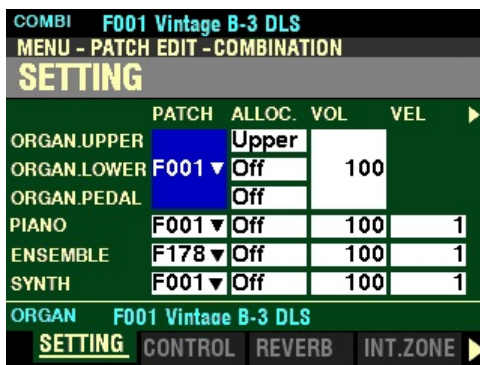 COMBI F001 Vintage B-3 DLS
MENU - PATCH EDIT - COMBINATION
SETTING
PATCH ALLOC. VOL VEL ▶
ORGAN.UPPER Upper
ORGAN.LOWER F001 ▼ Off 100
ORGAN.PEDAL Off
PIANO F001 ▼ Off 100 1
ENSEMBLE F178 ▼ Off 100 1
SYNTH F001 ▼ Off 100 1
ORGAN F001 Vintage B-3 DLS
SETTING CONTROL REVERB INT.ZONE ▶